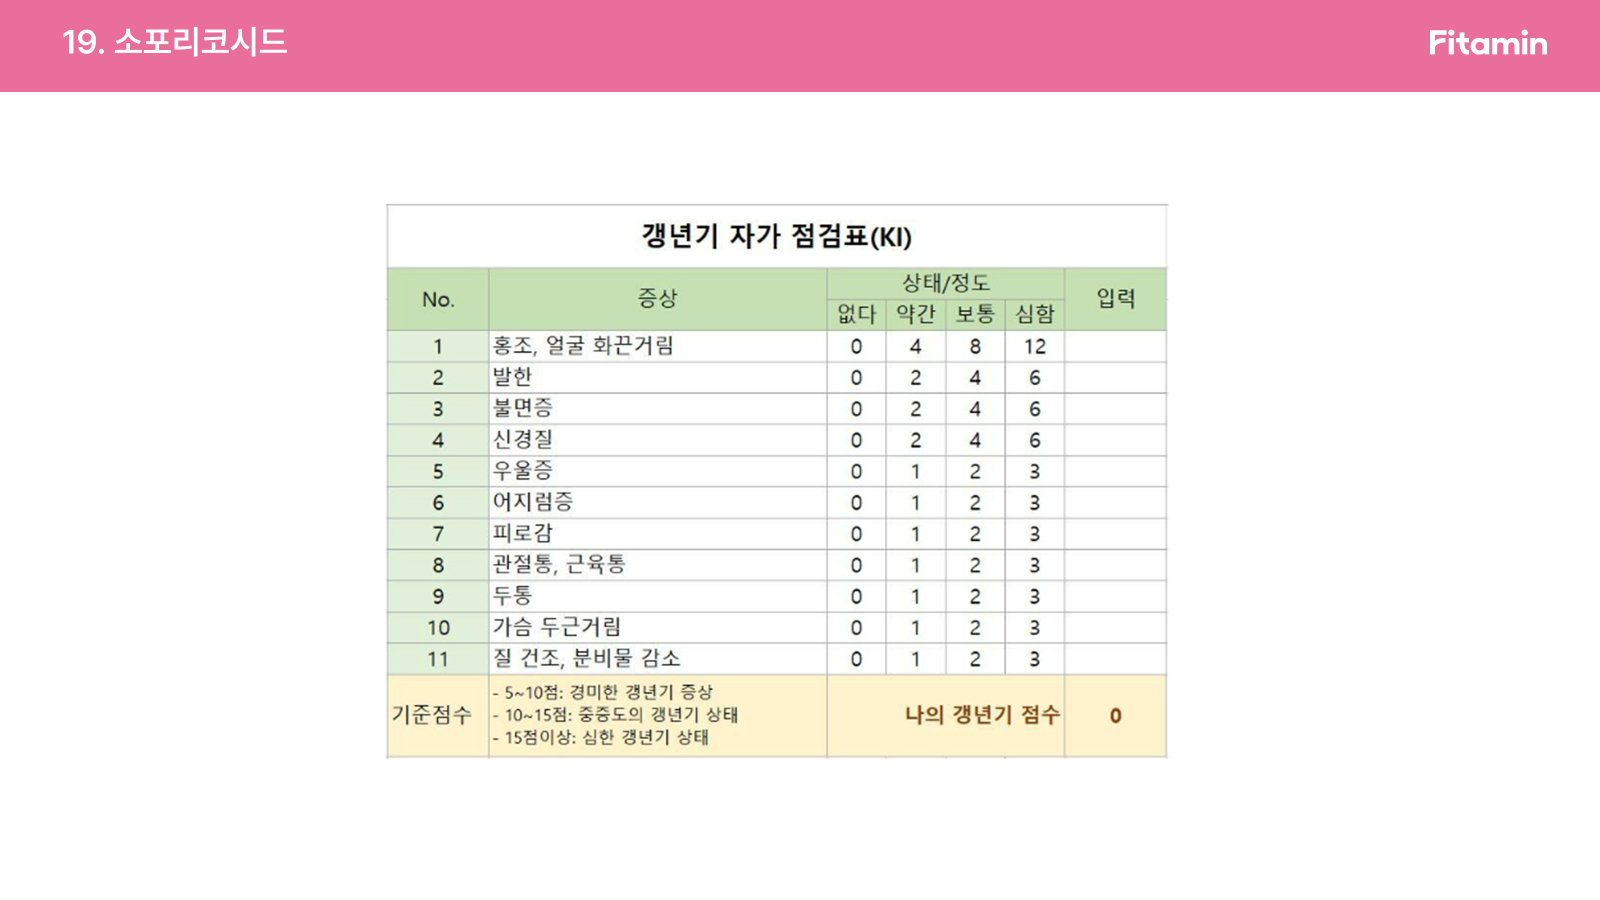 19. 소포리코시드
Fitamin
갱년기 자가 점검표(KI)
No. 증상 상태/정도 입력
없다 약간 보통 심함
1 홍조, 얼굴 화끈거림 0 4 8 12
2 발한 0 2 4 6
3 불면증 0 2 4 6
4 신경질 0 2 4 6
5 우울증 0 1 2 3
6 어지럼증 0 1 2 3
7 피로감 0 1 2 3
8 관절통, 근육통 0 1 2 3
9 두통 0 1 2 3
10 가슴 두근거림 0 1 2 3
11 질 건조, 분비물 감소 0 1 2 3
기준점수
- 5~10점: 경미한 갱년기 증상
- 10~15점: 중증도의 갱년기 상태
- 15점이상: 심한 갱년기 상태
나의 갱년기 점수 0